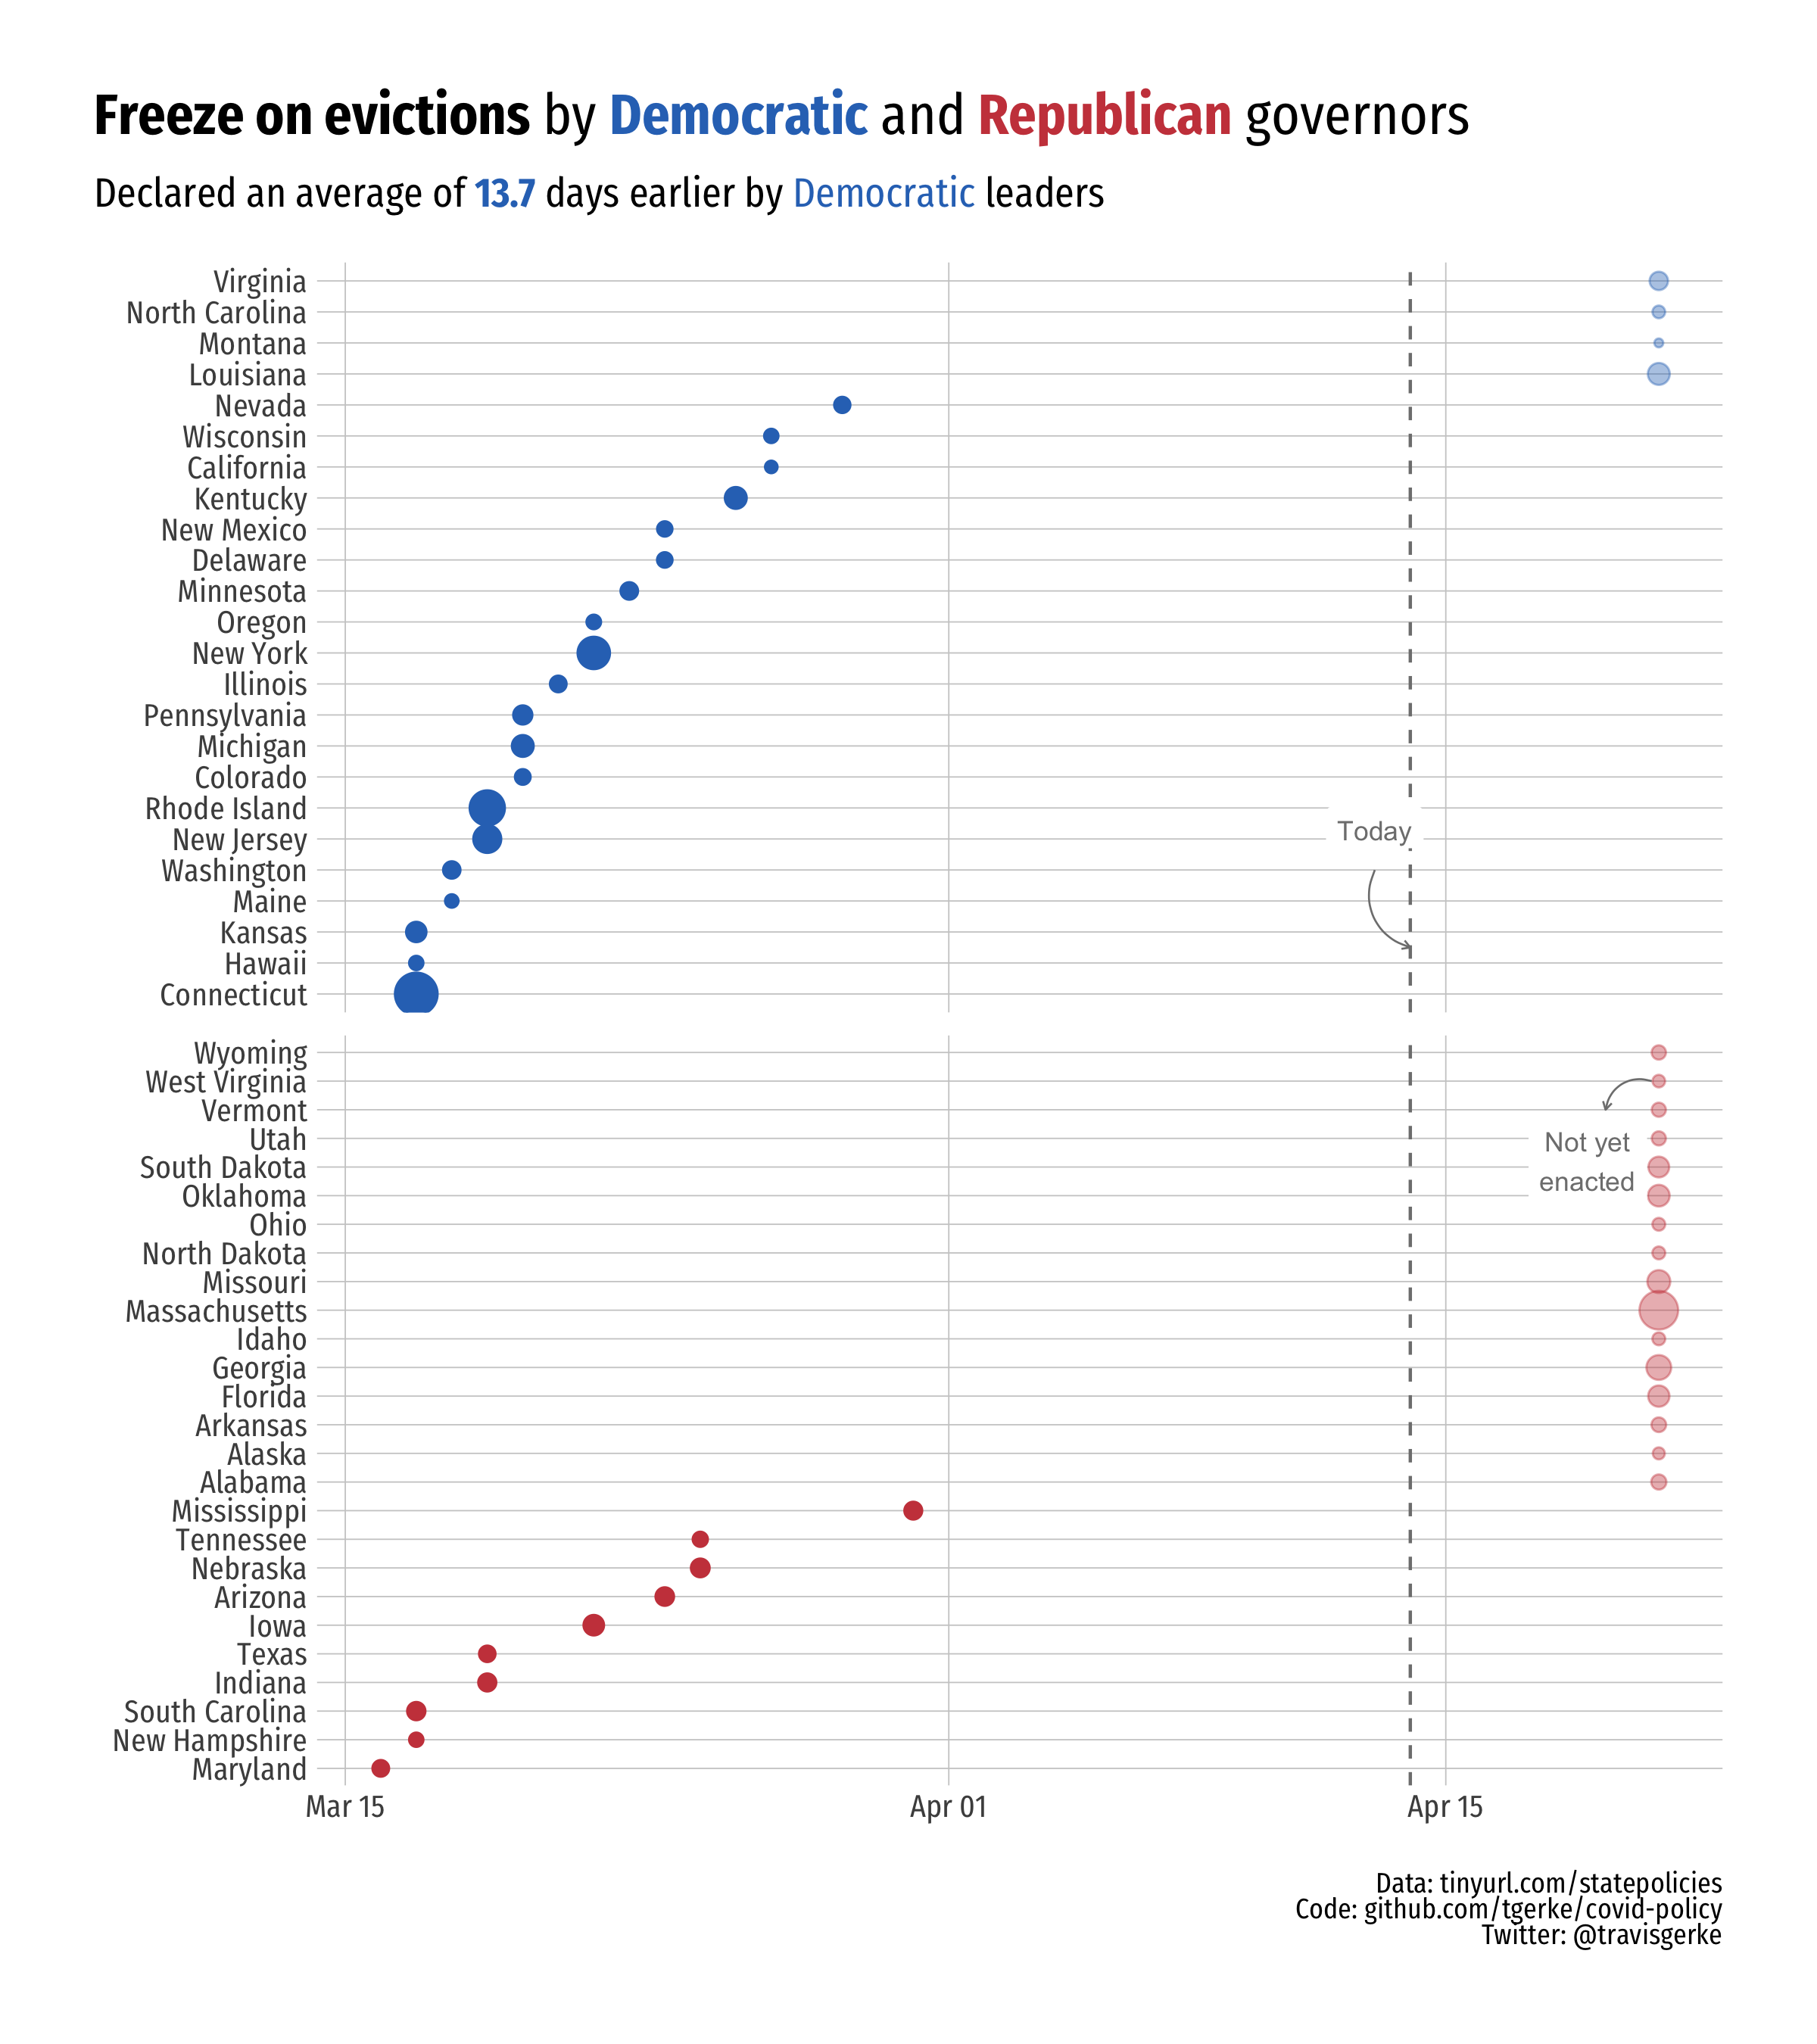 Freeze on evictions by Democratic and Republican governors
Declared an average of 13.7 days earlier by Democratic leaders
Virginia
North Carolina
Montana
Louisiana
Nevada
Wisconsin
California
Kentucky
New Mexico
Delaware
Minnesota
Oregon
New York
Illinois
Pennsylvania
Michigan
Colorado
Rhode Island
New Jersey
Today
Washington
Maine
Kansas
Hawaii
Connecticut
Wyoming
West Virginia
Vermont
Utah
Not yet
enacted
South Dakota
Oklahoma
Ohio
North Dakota
Missouri
Massachusetts
Idaho
Georgia
Florida
Arkansas
Alaska
Alabama
Mississippi
Tennessee
Nebraska
Arizona
Iowa
Texas
Indiana
South Carolina
New Hampshire
Maryland
Mar 15 Apr 01 Apr 15
Data: tinyurl.com/statepolicies
Code: github.com/tgerke/covid-policy
Twitter: @travisgerke